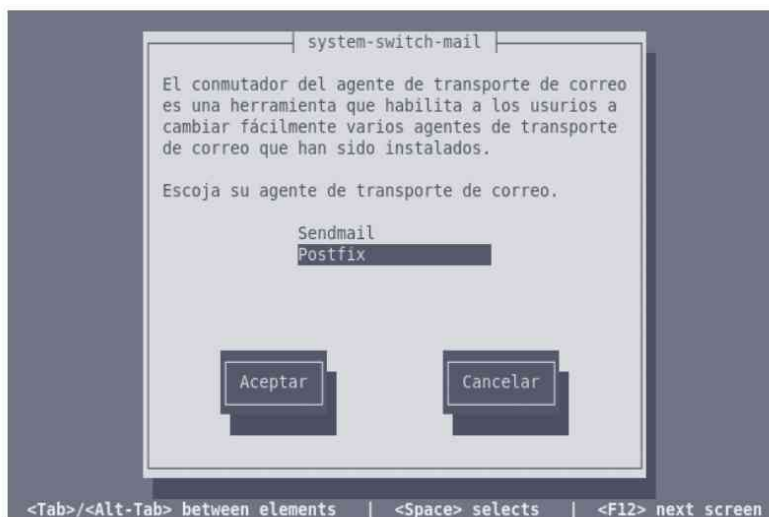 system-switch-mail
El conmutador del agente de transporte de correo
es una herramienta que habilita a los usurios a
cambiar fácilmente varios agentes de transporte
de correo que han sido instalados.
Escoja su agente de transporte de correo.
Sendmail
Postfix
Aceptar Cancelar
<Tab>/<Alt-Tab> between elements | <Space> selects | <F12> next screen